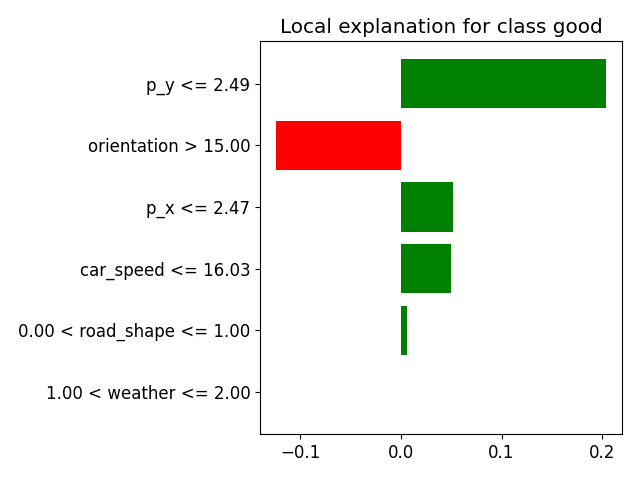 Local explanation for class good
p_y <= 2.49
orientation > 15.00
p_x <= 2.47
car_speed <= 16.03
0.00 < road_shape <= 1.00
1.00 < weather <= 2.00
−0.1 0.0 0.1 0.2